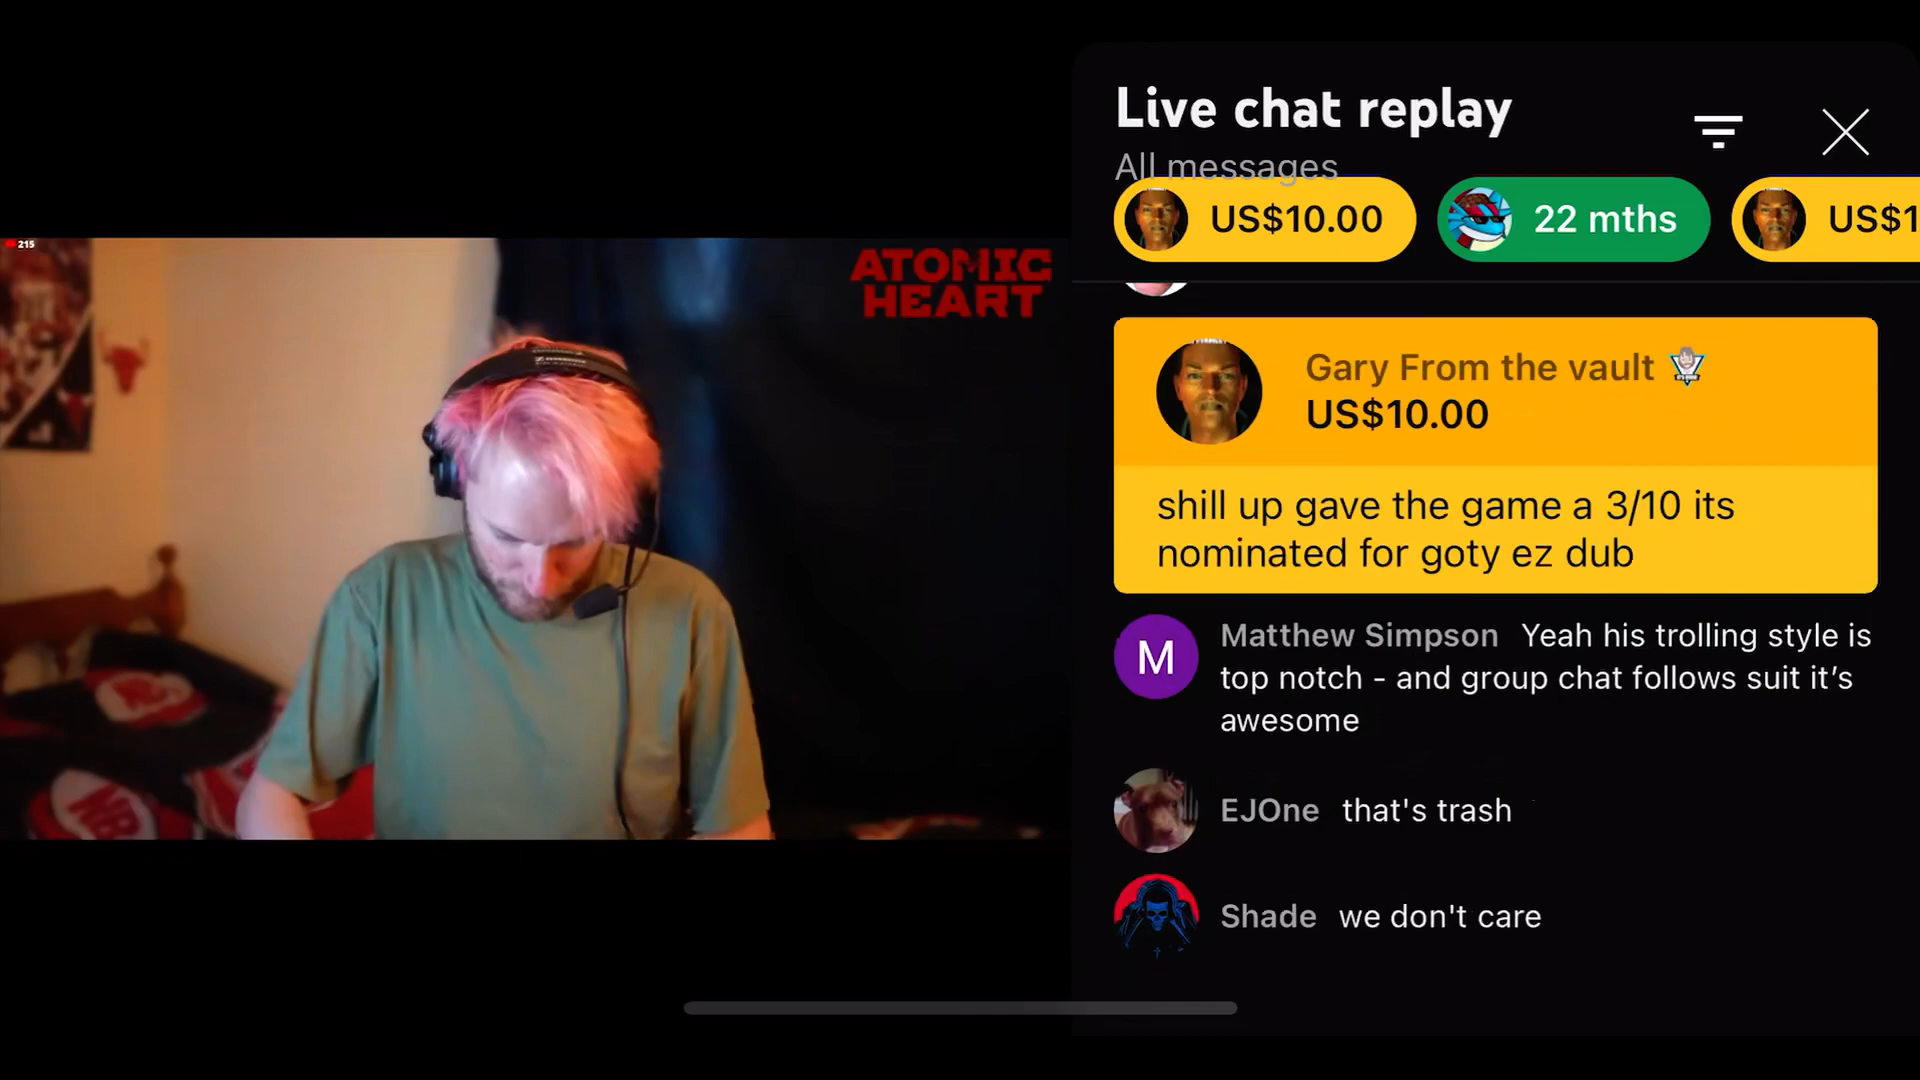 215
ATOMIC
HEART
Live chat replay
All messages
US$10.00
22 mths
US$1
Gary From the vault
US$10.00
shill up gave the game a 3/10 its
nominated for goty ez dub
M
Matthew Simpson Yeah his trolling style is
top notch - and group chat follows suit it’s
awesome
EJOne that's trash
Shade we don't care